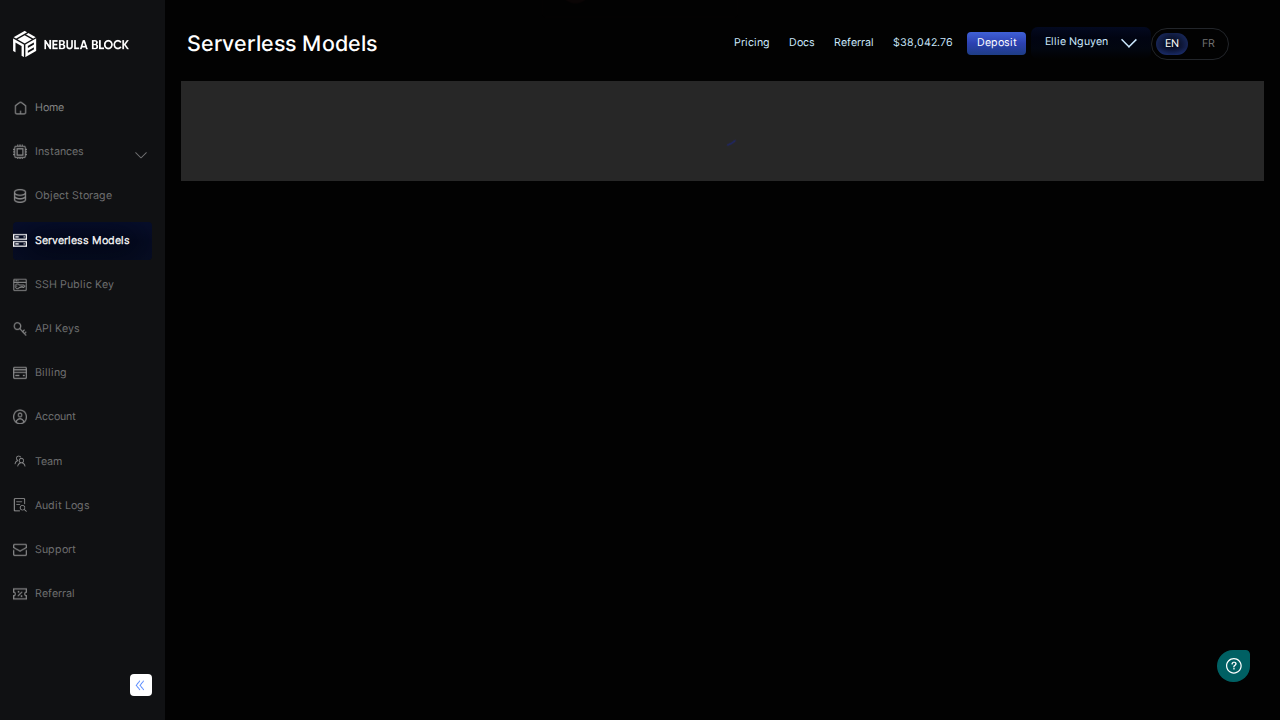 NEBULA BLOCK
Serverless Models
Pricing
Docs
Referral
$38,042.76
Deposit
Ellie Nguyen
EN
FR
Home
Instances
Object Storage
Serverless Models
SSH Public Key
API Keys
Billing
Account
Team
Audit Logs
Support
Referral